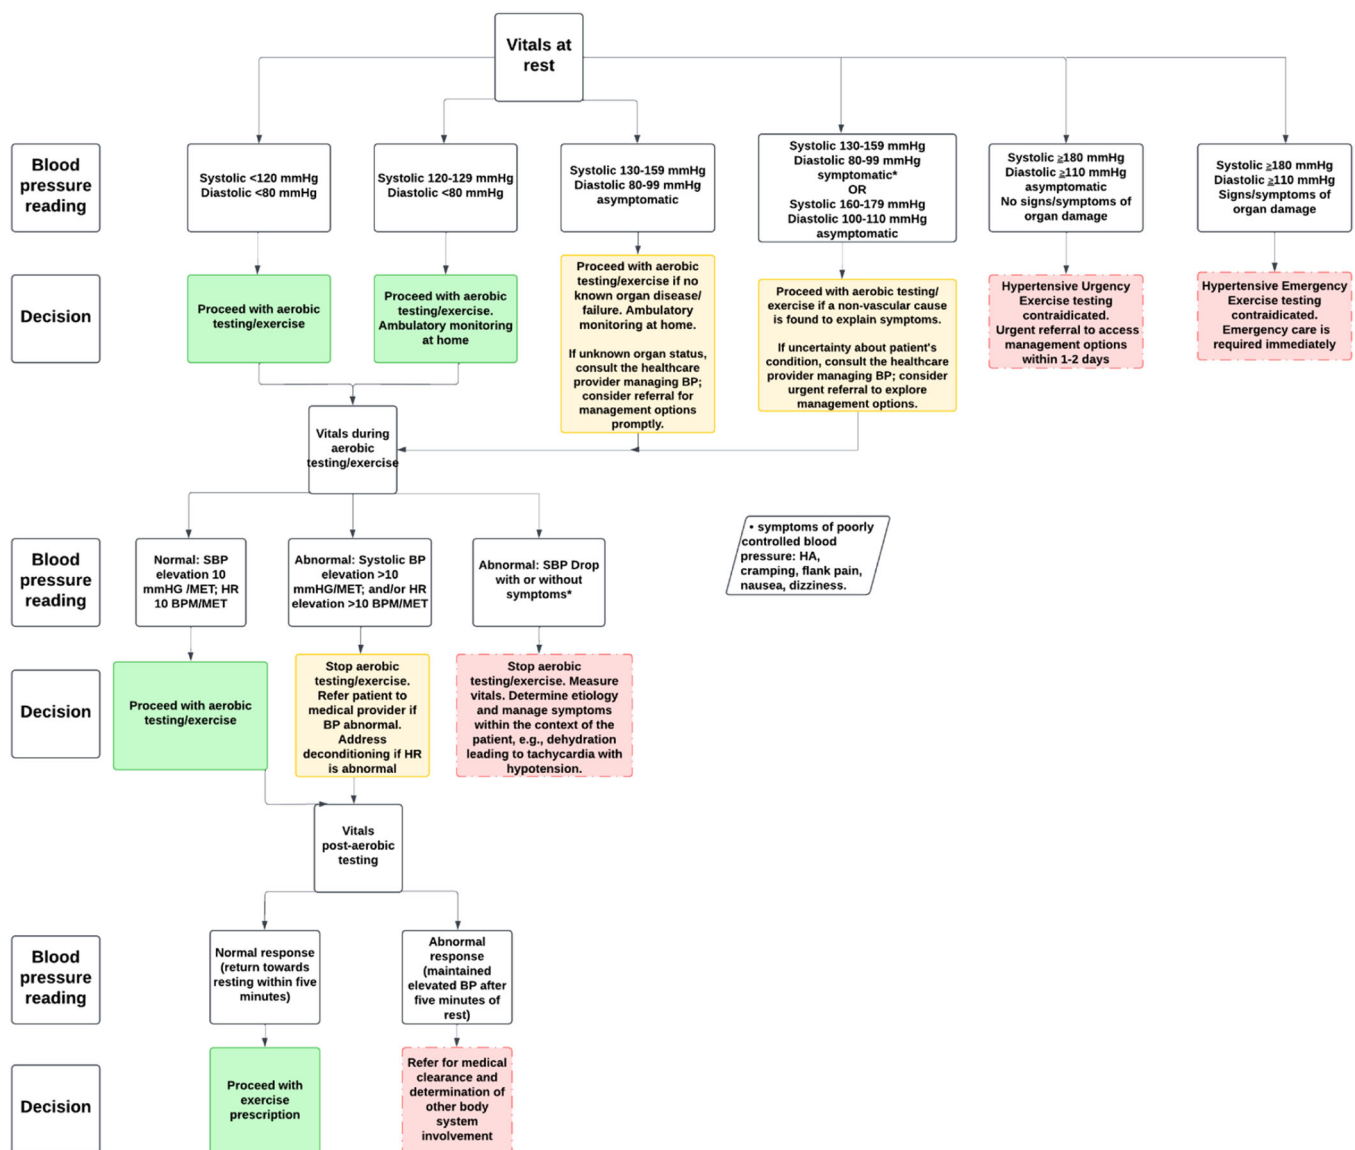 Vitals at
rest
Blood
pressure
reading
Systolic <120 mmHg
Diastolic <80 mmHg
Systolic 120-129 mmHg
Diastolic <80 mmHg
Systolic 130-159 mmHg
Diastolic 80-99 mmHg
asymptomatic
Systolic 130-159 mmHg
Diastolic 80-99 mmHg
symptomatic*
OR
Systolic 160-179 mmHg
Diastolic 100-110 mmHg
asymptomatic
Systolic ≥180 mmHg
Diastolic ≥110 mmHg
asymptomatic
No signs/symptoms of
organ damage
Systolic ≥180 mmHg
Diastolic ≥110 mmHg
Signs/symptoms of
organ damage
Decision
Proceed with aerobic
testing/exercise
Proceed with aerobic
testing/exercise.
Ambulatory monitoring
at home
Proceed with aerobic
testing/exercise if no
known organ disease/
failure. Ambulatory
monitoring at home.
If unknown organ status,
consult the healthcare
provider managing BP;
consider referral for
management options
promptly.
Proceed with aerobic testing/
exercise if a non-vascular cause
is found to explain symptoms.
If uncertainty about patient's
condition, consult the healthcare
provider managing BP; consider
urgent referral to explore
management options.
Hypertensive Urgency
Exercise testing
contraidicated.
Urgent referral to access
management options
within 1-2 days
Hypertensive Emergency
Exercise testing
contraidicated.
Emergency care is
required immediately
Vitals during
aerobic
testing/exercise
Blood
pressure
reading
Normal: SBP
elevation 10
mmHG /MET; HR
10 BPM/MET
Abnormal: Systolic BP
elevation >10
mmHG/MET; and/or HR
elevation >10 BPM/MET
Abnormal: SBP Drop
with or without
symptoms*
• symptoms of poorly
controlled blood
pressure: HA,
cramping, flank pain,
nausea, dizziness.
Decision
Proceed with aerobic
testing/exercise
Stop aerobic
testing/exercise.
Refer patient to
medical provider if
BP abnormal.
Address
deconditioning if HR
is abnormal
Stop aerobic
testing/exercise. Measure
vitals. Determine etiology
and manage symptoms
within the context of the
patient, e.g., dehydration
leading to tachycardia with
hypotension.
Vitals
post-aerobic
testing
Blood
pressure
reading
Normal response
(return towards
resting within five
minutes)
Abnormal
response
(maintained
elevated BP after
five minutes of
rest)
Decision
Proceed with
exercise
prescription
Refer for medical
clearance and
determination of
other body
system
involvement